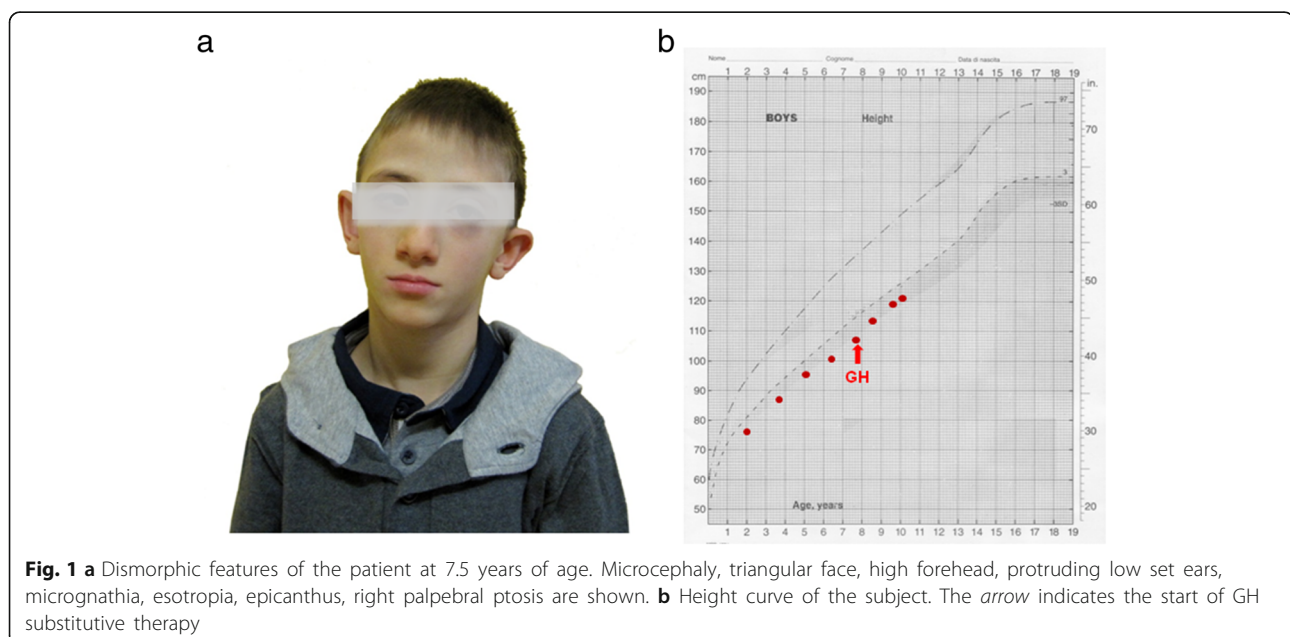 a
b
Nome
Cognome
Data di nascita
1 2 3 4 5 6 7 8 9 10 11 12 13 14 15 16 17 18 19
cm
in.
190
180
170
160
150
140
130
120
110
100
90
80
70
60
50
BOYS
Height
97
3
-3SD
70
60
50
40
30
20
GH
Age, years
1 2 3 4 5 6 7 8 9 10 11 12 13 14 15 16 17 18 19
Fig. 1 a Dismorphic features of the patient at 7.5 years of age. Microcephaly, triangular face, high forehead, protruding low set ears,
micrognathia, esotropia, epicanthus, right palpebral ptosis are shown. b Height curve of the subject. The arrow indicates the start of GH
substitutive therapy